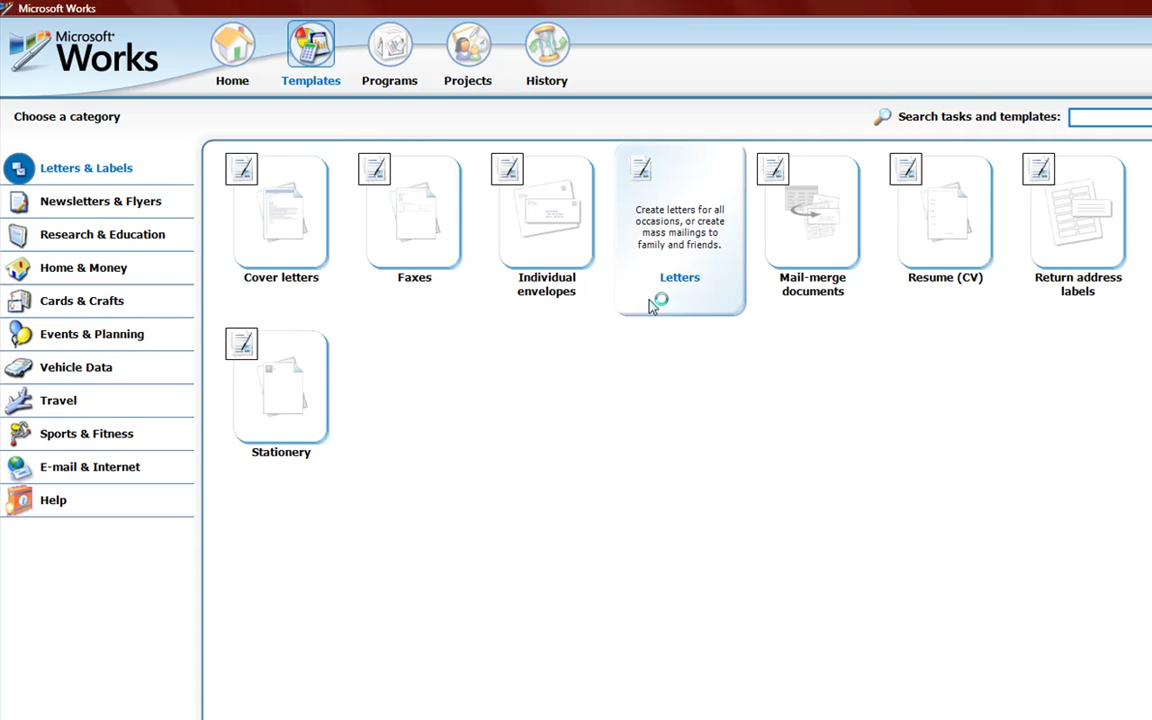 Microsoft Works
Microsoft®
Works
Home
Templates
Programs
Projects
History
Choose a category
Search tasks and templates:
Letters & Labels
Newsletters & Flyers
Research & Education
Home & Money
Cards & Crafts
Events & Planning
Vehicle Data
Travel
Sports & Fitness
E-mail & Internet
Help
Cover letters
Faxes
Individual
envelopes
Create letters for all
occasions, or create
mass mailings to
family and friends.
Letters
Mail-merge
documents
Resume (CV)
Return address
labels
Stationery